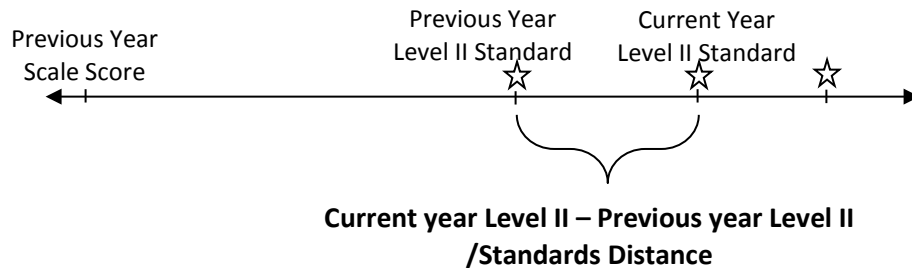 Previous Year
Scale Score
Previous Year
Level II Standard
Current Year
Level II Standard
Current year Level II – Previous year Level II
/Standards Distance